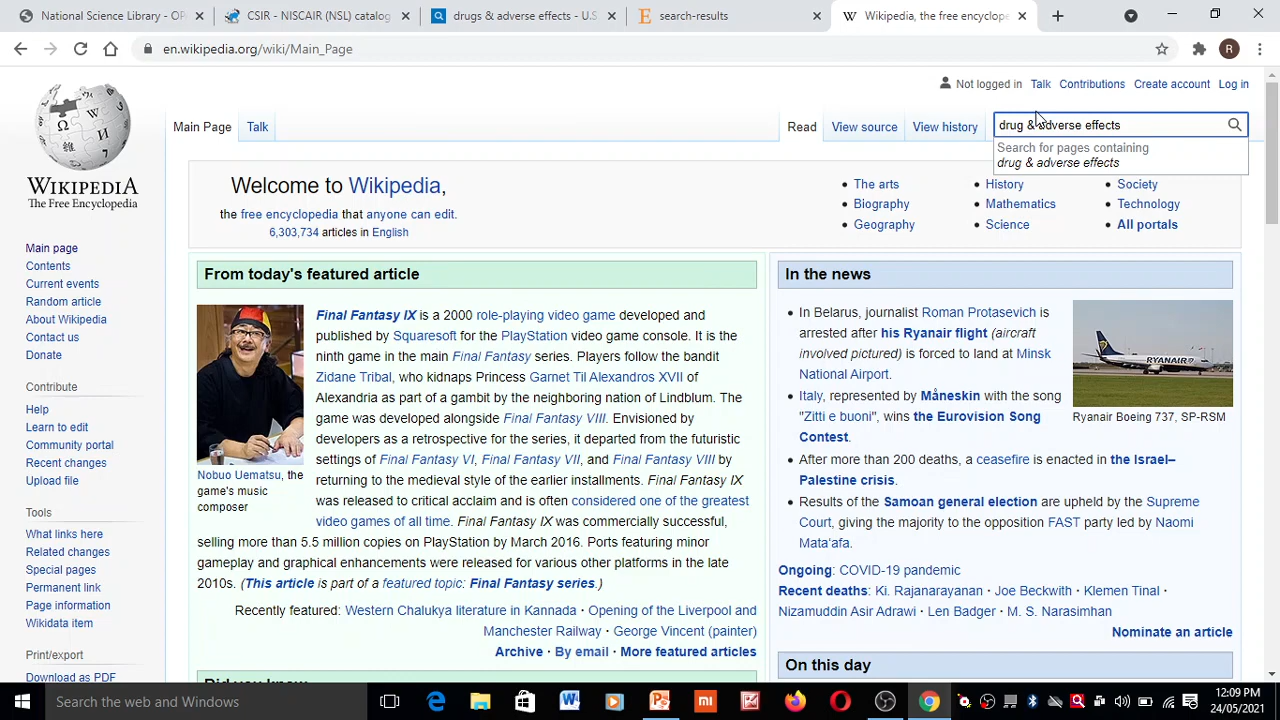 National Science Library - OP
CSIR - NISCAIR (NSL) catalog
drugs & adverse effects - U.S
search-results
Wikipedia, the free encyclope
en.wikipedia.org/wiki/Main_Page
R
Not logged in Talk Contributions Create account Log in
Main Page Talk Read View source View history
drug & adverse effects
Search for pages containing
drug & adverse effects
WIKIPEDIA
The Free Encyclopedia
Main page
Contents
Current events
Random article
About Wikipedia
Contact us
Donate
Contribute
Help
Learn to edit
Community portal
Recent changes
Upload file
Tools
What links here
Related changes
Special pages
Permanent link
Page information
Wikidata item
Print/export
Download as PDF
Welcome to Wikipedia,
the free encyclopedia that anyone can edit.
6,303,734 articles in English
The arts
Biography
Geography
History
Mathematics
Science
Society
Technology
All portals
From today's featured article
Final Fantasy IX is a 2000 role-playing video game developed and
published by Squaresoft for the PlayStation video game console. It is the
ninth game in the main Final Fantasy series. Players follow the bandit
Zidane Tribal, who kidnaps Princess Garnet Til Alexandros XVII of
Alexandria as part of a gambit by the neighboring nation of Lindblum. The
game was developed alongside Final Fantasy VIII. Envisioned by
developers as a retrospective for the series, it departed from the futuristic
settings of Final Fantasy VI, Final Fantasy VII, and Final Fantasy VIII by
returning to the medieval style of the earlier installments. Final Fantasy IX
was released to critical acclaim and is often considered one of the greatest
video games of all time. Final Fantasy IX was commercially successful,
selling more than 5.5 million copies on PlayStation by March 2016. Ports featuring minor
gameplay and graphical enhancements were released for various other platforms in the late
2010s. (This article is part of a featured topic: Final Fantasy series.)
Nobuo Uematsu, the
game's music
composer
Recently featured: Western Chalukya literature in Kannada · Opening of the Liverpool and
Manchester Railway · George Vincent (painter)
Archive · By email · More featured articles
Did you know
In the news
In Belarus, journalist Roman Protasevich is
arrested after his Ryanair flight (aircraft
involved pictured) is forced to land at Minsk
National Airport.
Italy, represented by Måneskin with the song
"Zitti e buoni", wins the Eurovision Song
Contest.
After more than 200 deaths, a ceasefire is enacted in the Israel–
Palestine crisis.
Results of the Samoan general election are upheld by the Supreme
Court, giving the majority to the opposition FAST party led by Naomi
Mataʻafa.
RYANAIR
Ryanair Boeing 737, SP-RSM
Ongoing: COVID-19 pandemic
Recent deaths: Ki. Rajanarayanan · Joe Beckwith · Klemen Tinal ·
Nizamuddin Asir Adrawi · Len Badger · M. S. Narasimhan
Nominate an article
On this day
Search the web and Windows
12:09 PM
24/05/2021